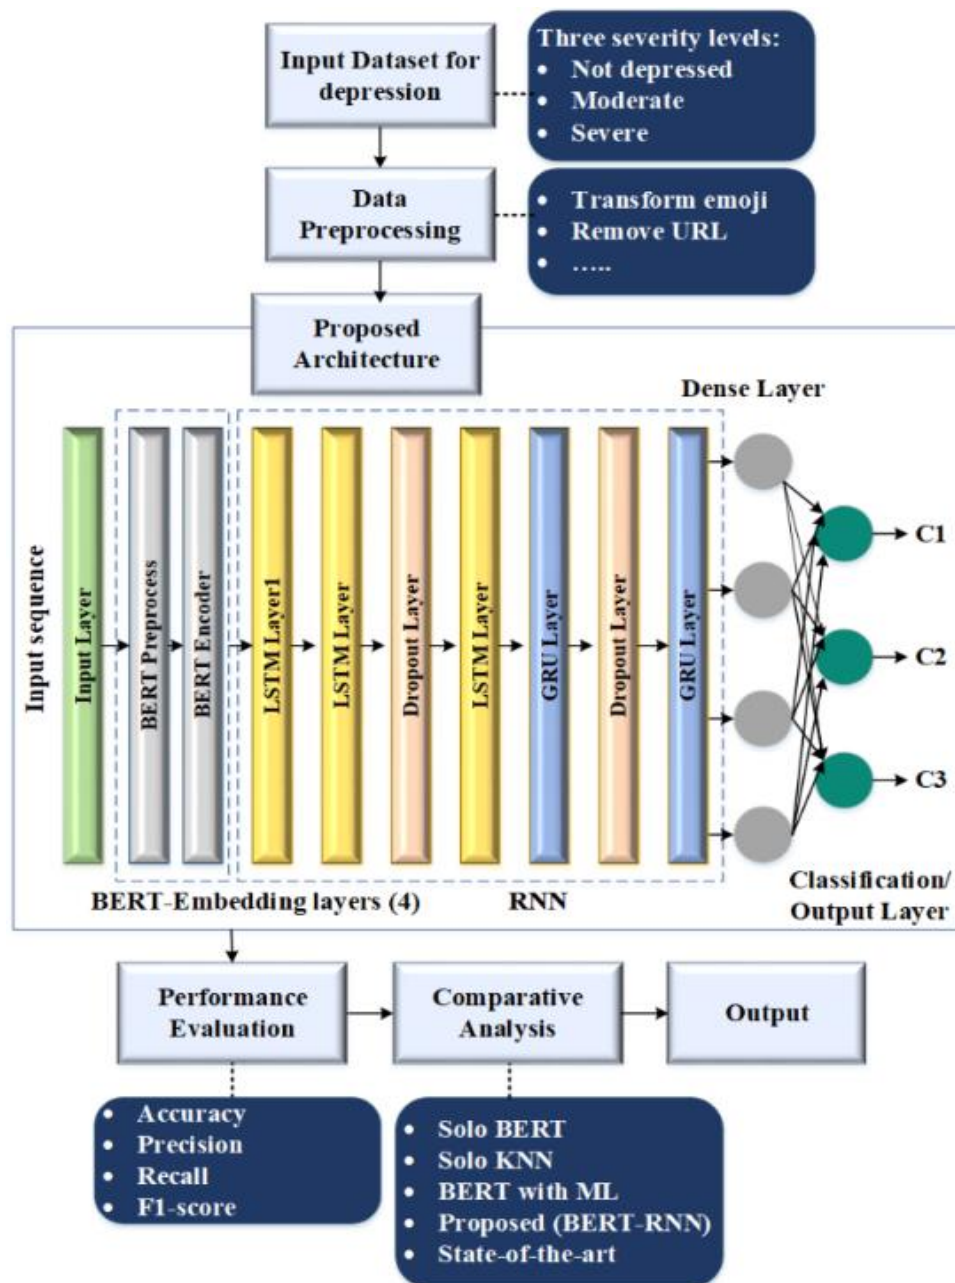 Input Dataset for
depression
Three severity levels:
• Not depressed
• Moderate
• Severe
Data
Preprocessing
• Transform emoji
• Remove URL
• …..
Proposed
Architecture
Dense Layer
Input sequence
Input Layer
BERT Preprocess
BERT Encoder
LSTM Layer1
LSTM Layer
Dropout Layer
LSTM Layer
GRU Layer
Dropout Layer
GRU Layer
C1
C2
C3
BERT-Embedding layers (4)
RNN
Classification/
Output Layer
Performance
Evaluation
Comparative
Analysis
Output
• Accuracy
• Precision
• Recall
• F1-score
• Solo BERT
• Solo KNN
• BERT with ML
• Proposed (BERT-RNN)
• State-of-the-art